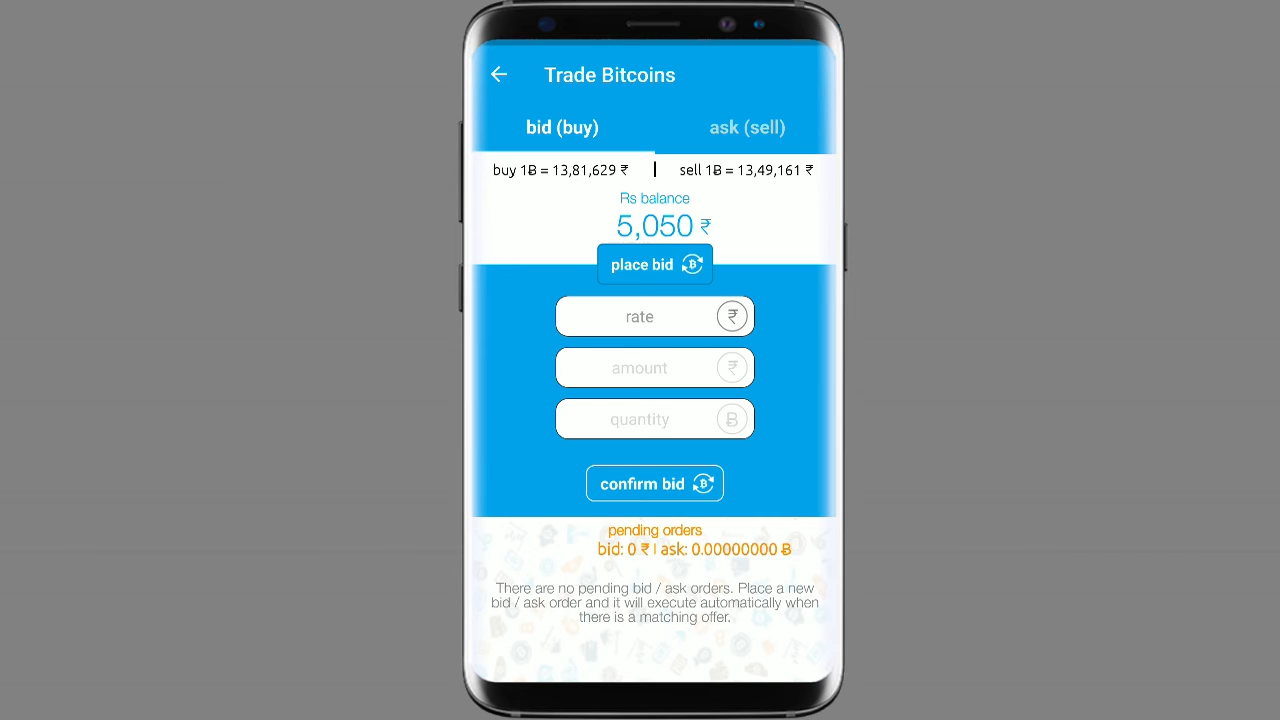 Trade Bitcoins
bid (buy) ask (sell)
buy 1Ƀ = 13,81,629 ₹ | sell 1Ƀ = 13,49,161 ₹
Rs balance
5,050 ₹
place bid
rate ₹
amount ₹
quantity Ƀ
confirm bid
pending orders
bid: 0 ₹ | ask: 0.00000000 Ƀ
There are no pending bid / ask orders. Place a new
bid / ask order and it will execute automatically when
there is a matching offer.